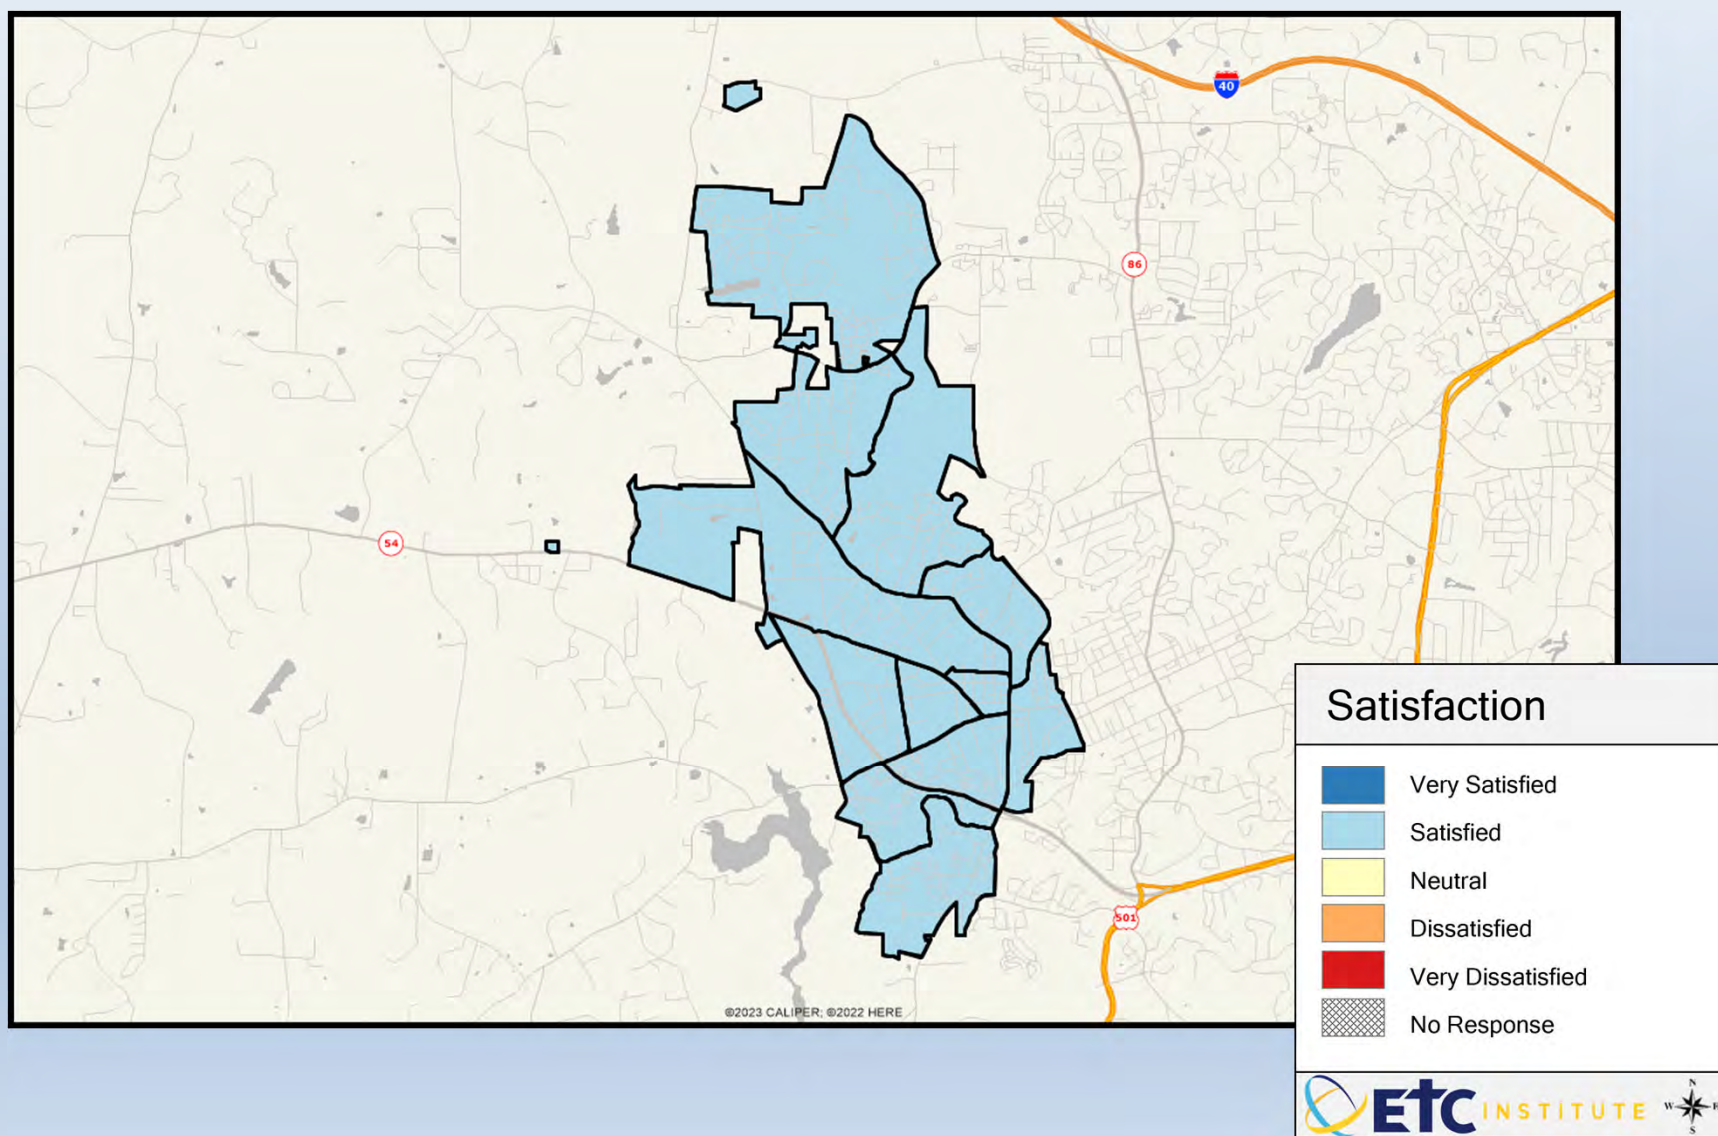 40
86
54
501
©2023 CALIPER; ©2022 HERE
Satisfaction
Very Satisfied
Satisfied
Neutral
Dissatisfied
Very Dissatisfied
No Response
ETC INSTITUTE
N
W E
S